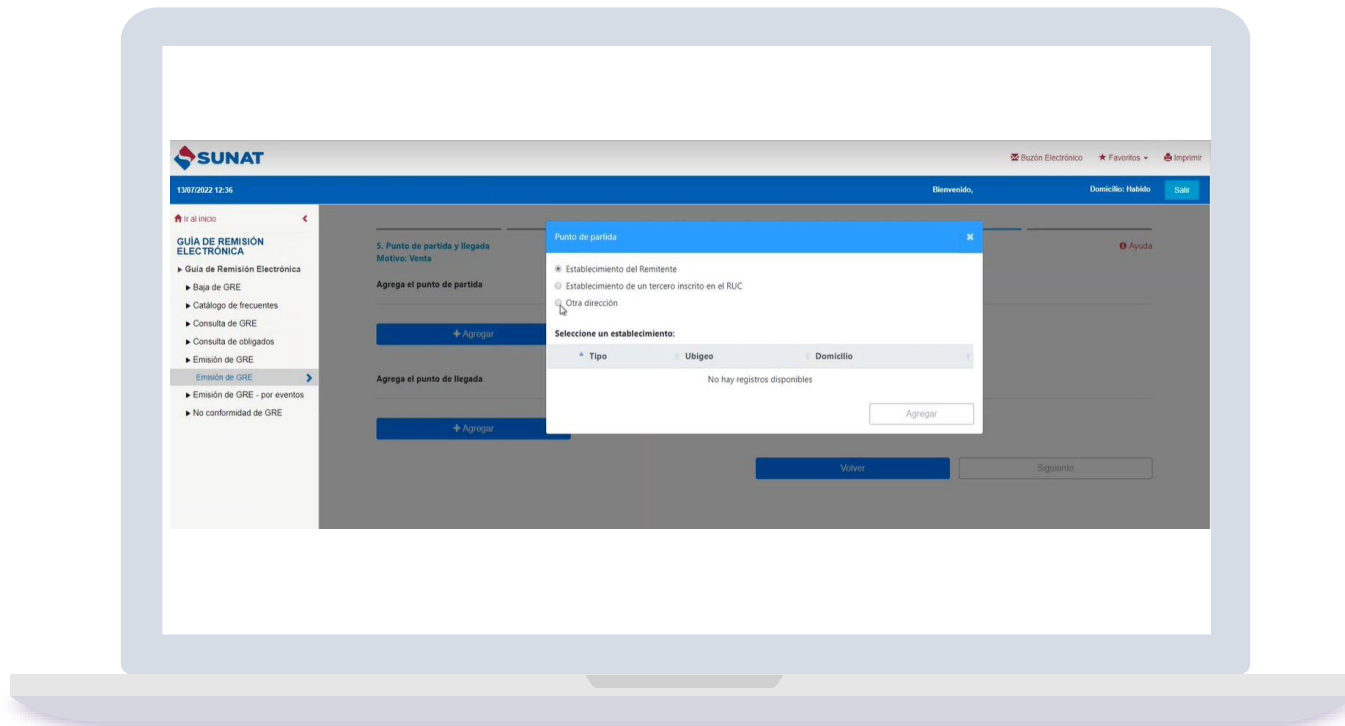 SUNAT
Buzón Electrónico
Favoritos
Imprimir
13/07/2022 12:36
Bienvenido,
Domicilio: Habido
Salir
Ir al inicio
GUÍA DE REMISIÓN
ELECTRÓNICA
Guía de Remisión Electrónica
Baja de GRE
Catálogo de frecuentes
Consulta de GRE
Consulta de obligados
Emisión de GRE
Emisión de GRE
Emisión de GRE - por eventos
No conformidad de GRE
5. Punto de partida y llegada
Motivo: Venta
Ayuda
Agrega el punto de partida
+ Agregar
Agrega el punto de llegada
+ Agregar
Punto de partida
Establecimiento del Remitente
Establecimiento de un tercero inscrito en el RUC
Otra dirección
Seleccione un establecimiento:
Tipo Ubigeo Domicilio
No hay registros disponibles
Agregar
Volver
Siguiente